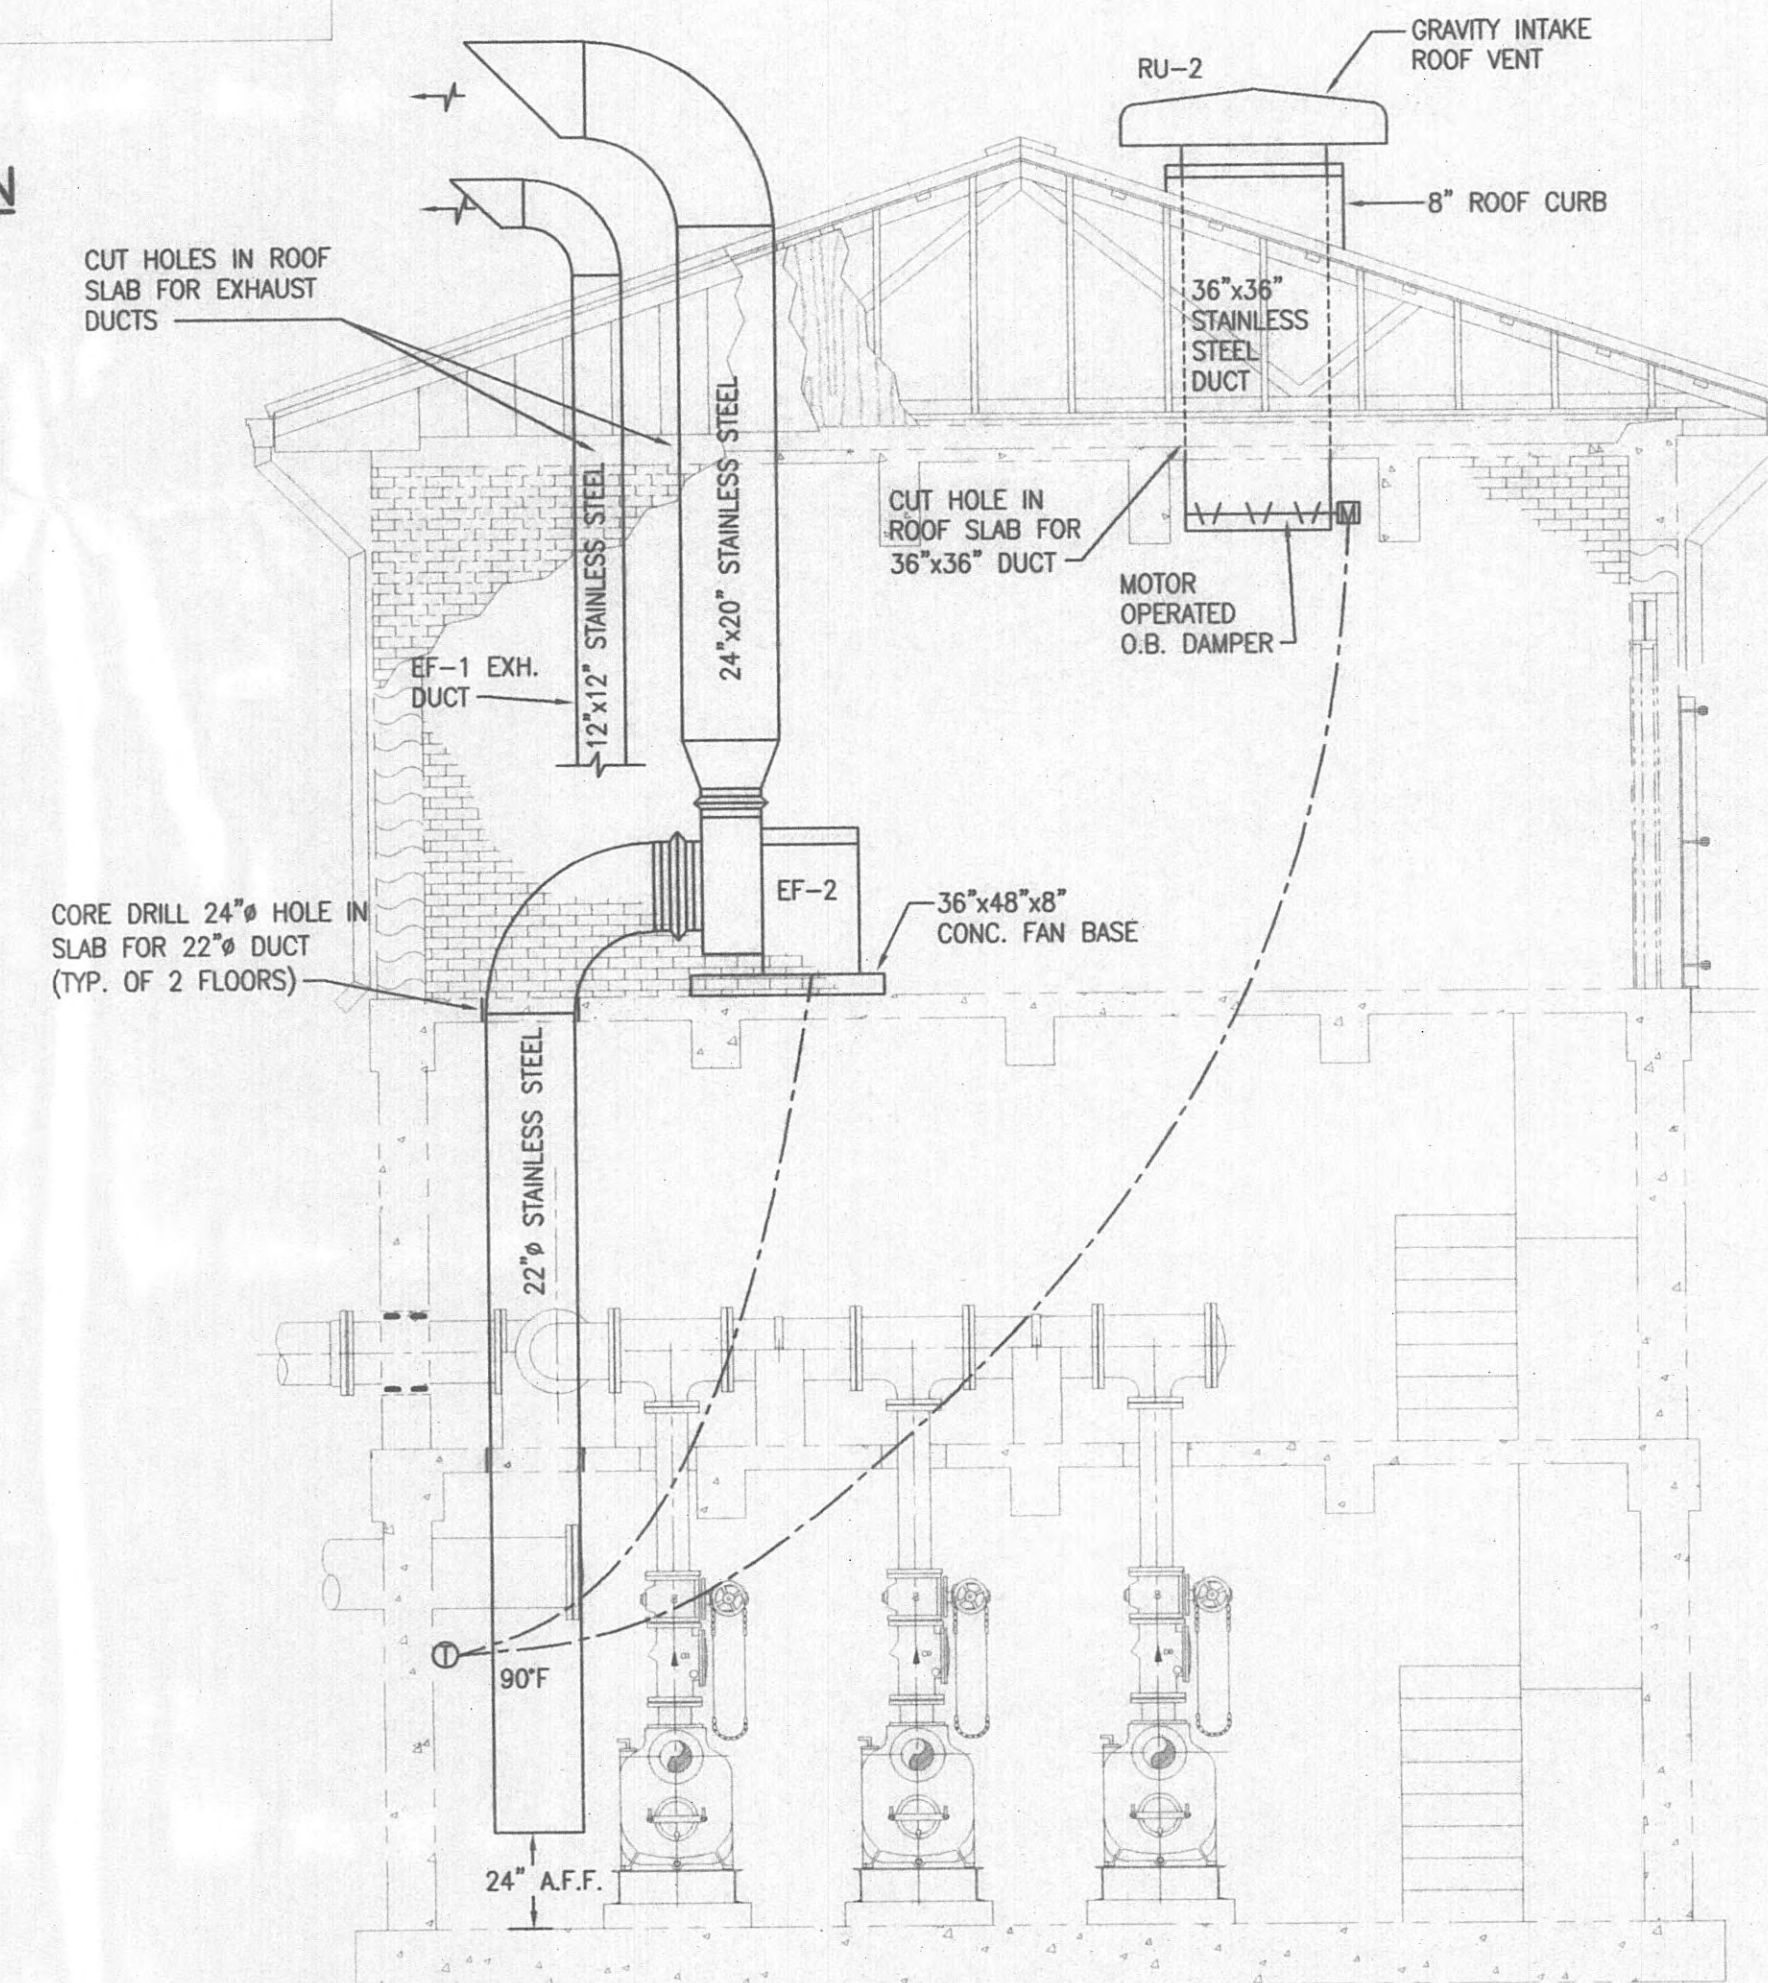 N
GRAVITY INTAKE
ROOF VENT
RU-2
8" ROOF CURB
CUT HOLES IN ROOF
SLAB FOR EXHAUST
DUCTS
36"x36"
STAINLESS
STEEL
DUCT
24"x20" STAINLESS STEEL
12"x12" STAINLESS STEEL
CUT HOLE IN
ROOF SLAB FOR
36"x36" DUCT
M
MOTOR
OPERATED
O.B. DAMPER
EF-1 EXH.
DUCT
EF-2
36"x48"x8"
CONC. FAN BASE
CORE DRILL 24"ø HOLE IN
SLAB FOR 22"ø DUCT
(TYP. OF 2 FLOORS)
22"ø STAINLESS STEEL
T
90°F
24" A.F.F.